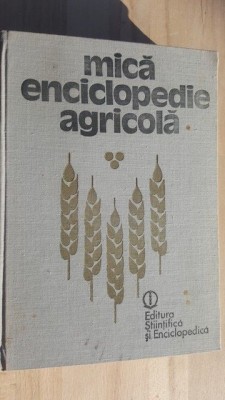 mică
enciclopedie
agricolă
Editura
Științifică
și Enciclopedică